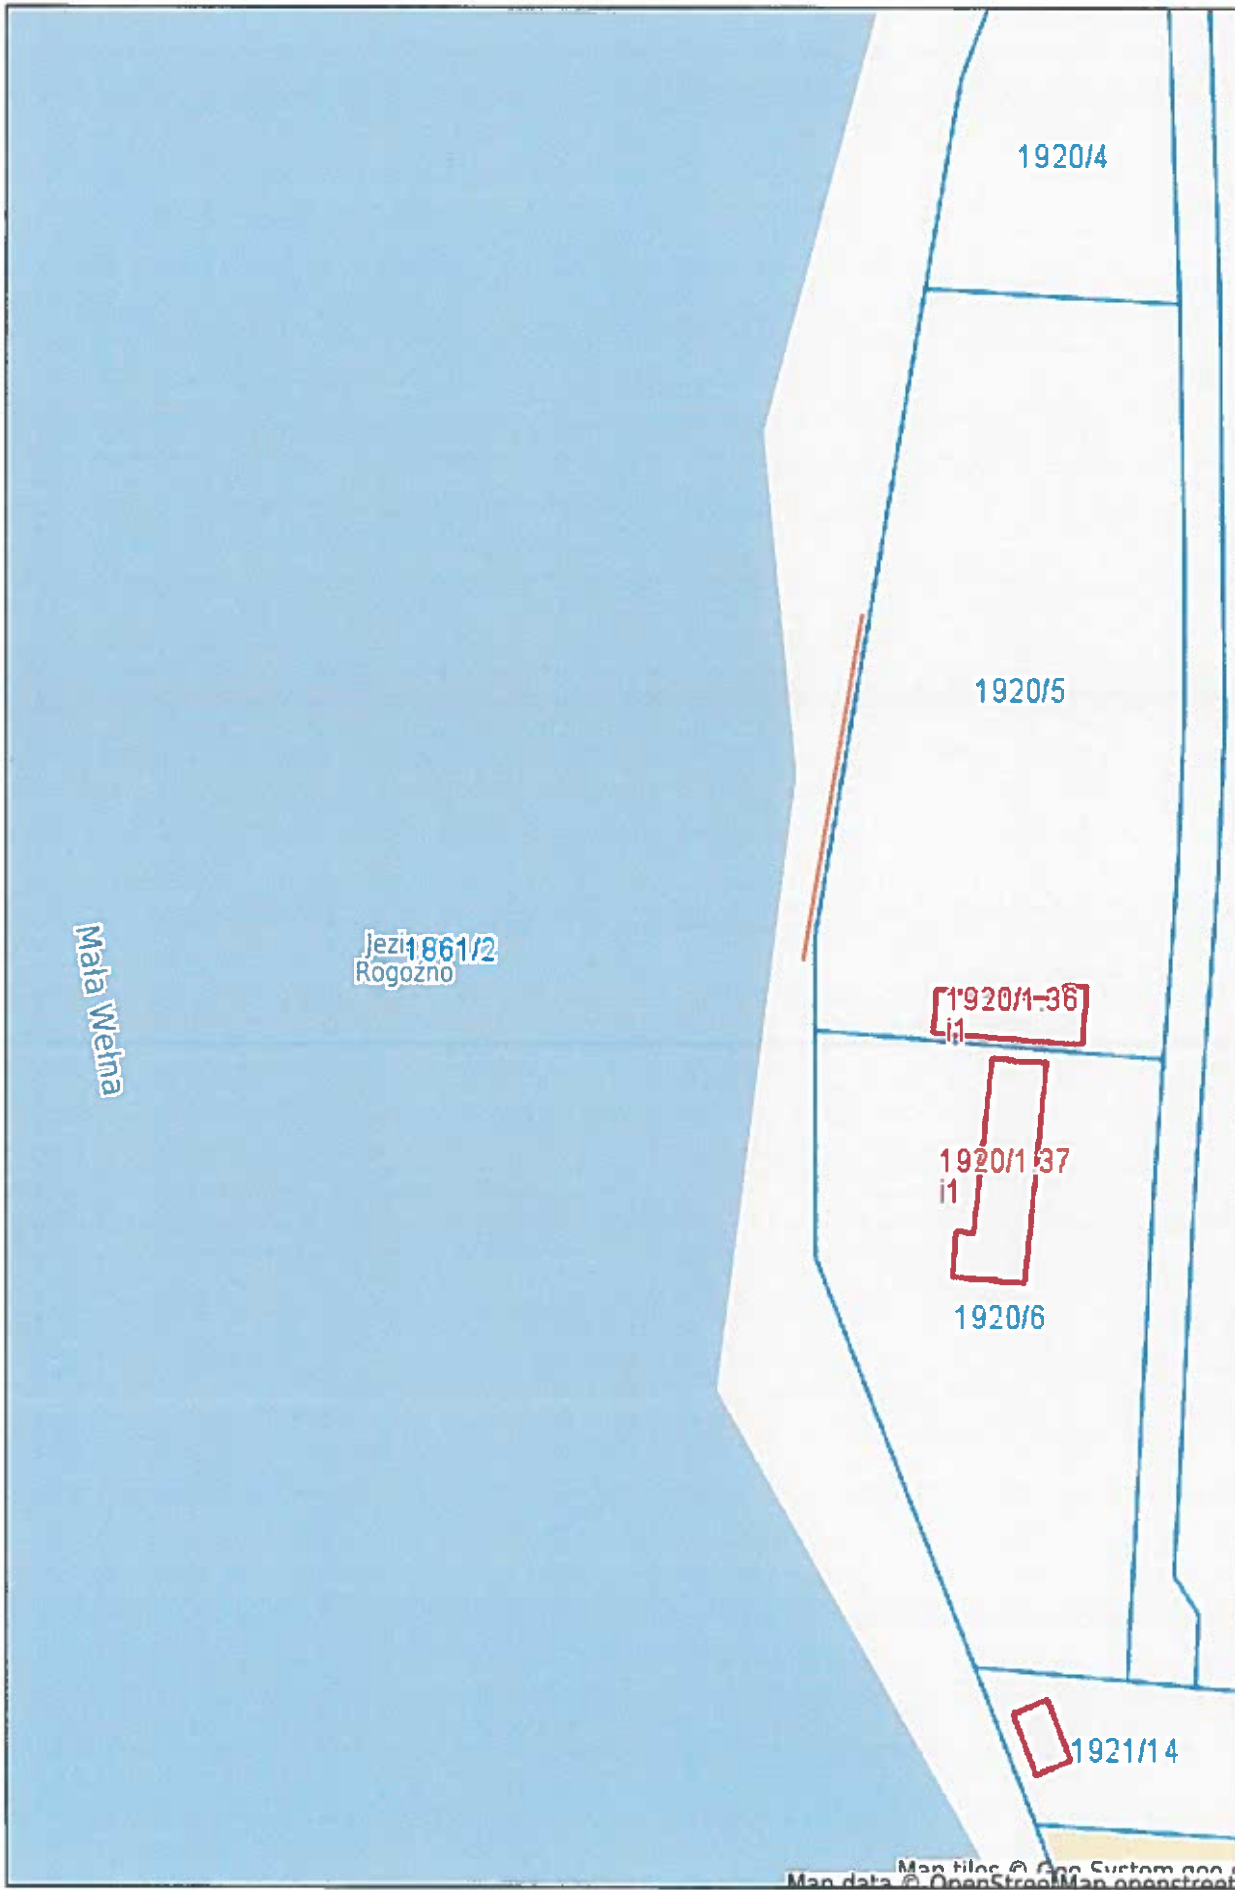 1920/4
1920/5
Mała Wełna
1861/2
Rogoźno
1920/1.36
i1
1920/1.37
i1
1920/6
1921/14
Map tiles © Geo System
Map data © OpenStreetMap openstreet